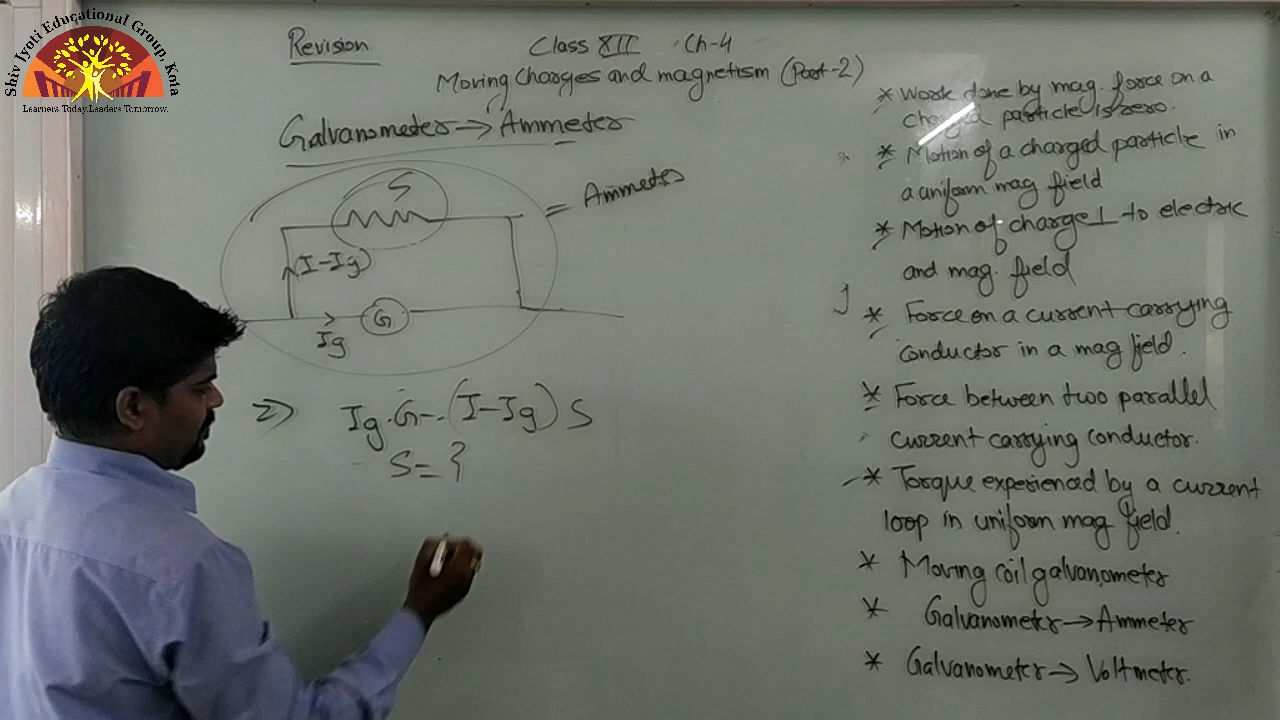 Shiv Jyoti Educational Group, Kota
Learners Today.Leaders Tomorrow.
Revision
Class XII Ch-4
Moving Charges and magnetism (Part-2)
Galvanometer → Ammeter
S
= Ammeter
(I-Ig)
Ig
G
2) Ig.G-- (I-Ig) S
S= ?
* Work done by mag. force on a
charged particle is zero.
* Motion of a charged particle in
a uniform mag field
* Motion of charge ⊥ to electric
and mag. field
* Force on a current carrying
conductor in a mag field.
* Force between two parallel
current carrying conductor.
* Torque experienced by a current
loop in uniform mag field.
* Moving coil galvanometer
* Galvanometer → Ammeter
* Galvanometer → Voltmeter.